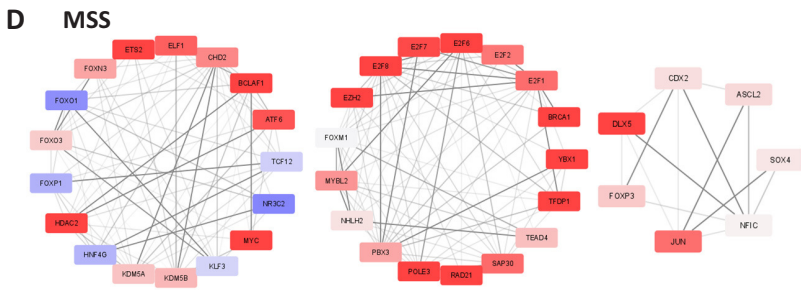 D MSS
ETS2
ELF1
CHD2
BCLAF1
ATF6
TCF12
NR3C2
MYC
KLF3
KDM5B
KDM5A
HNF4G
HDAC2
FOXP1
FOXO3
FOXO1
FOXN3
E2F7
E2F6
E2F2
E2F1
BRCA1
YBX1
TFDP1
TEAD4
SAP30
RAD21
POLE3
PBX3
NHLH2
MYBL2
FOXM1
EZH2
E2F8
CDX2
ASCL2
SOX4
NFIC
JUN
FOXP3
DLX5